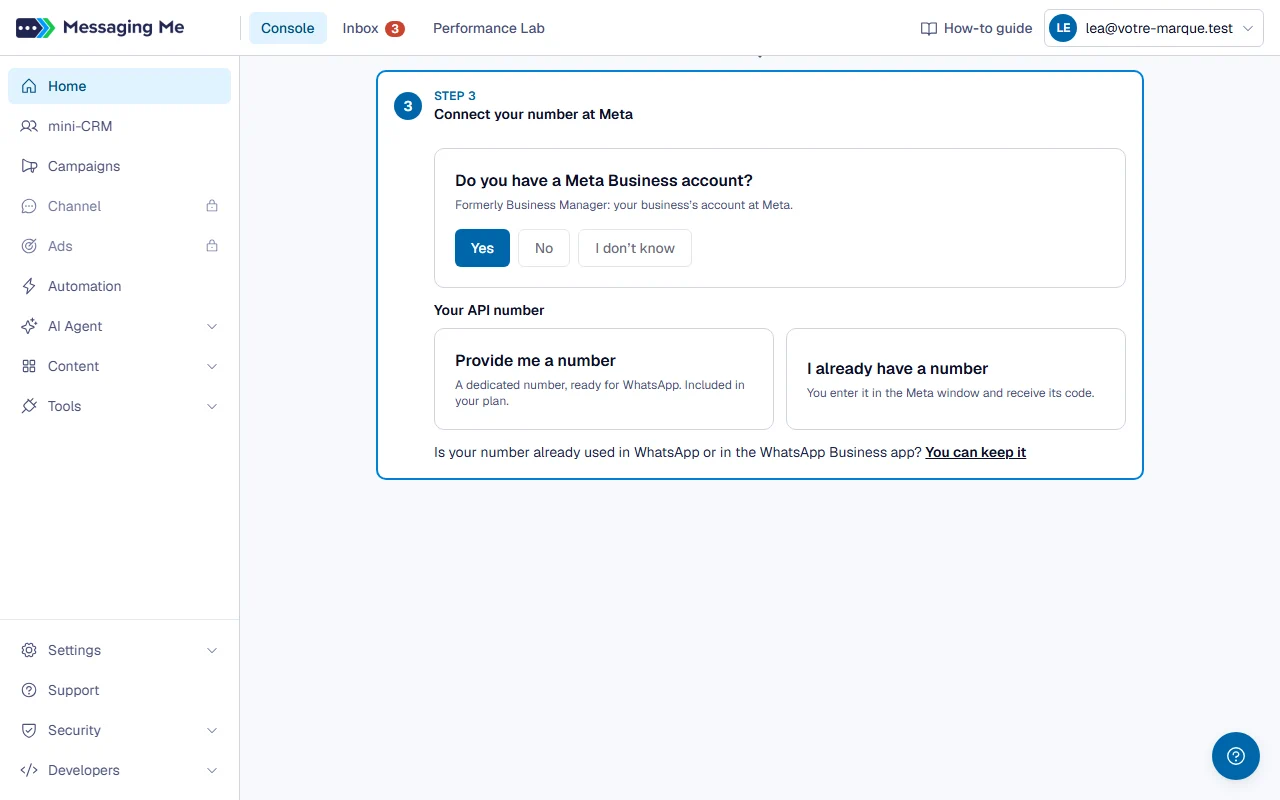 Messaging Me
Console
Inbox 3
Performance Lab
How-to guide
LE
lea@votre-marque.test
Home
mini-CRM
Campaigns
Channel
Ads
Automation
AI Agent
Content
Tools
Settings
Support
Security
Developers
3
STEP 3
Connect your number at Meta
Do you have a Meta Business account?
Formerly Business Manager: your business's account at Meta.
Yes
No
I don't know
Your API number
Provide me a number
A dedicated number, ready for WhatsApp. Included in
your plan.
I already have a number
You enter it in the Meta window and receive its code.
Is your number already used in WhatsApp or in the WhatsApp Business app? You can keep it